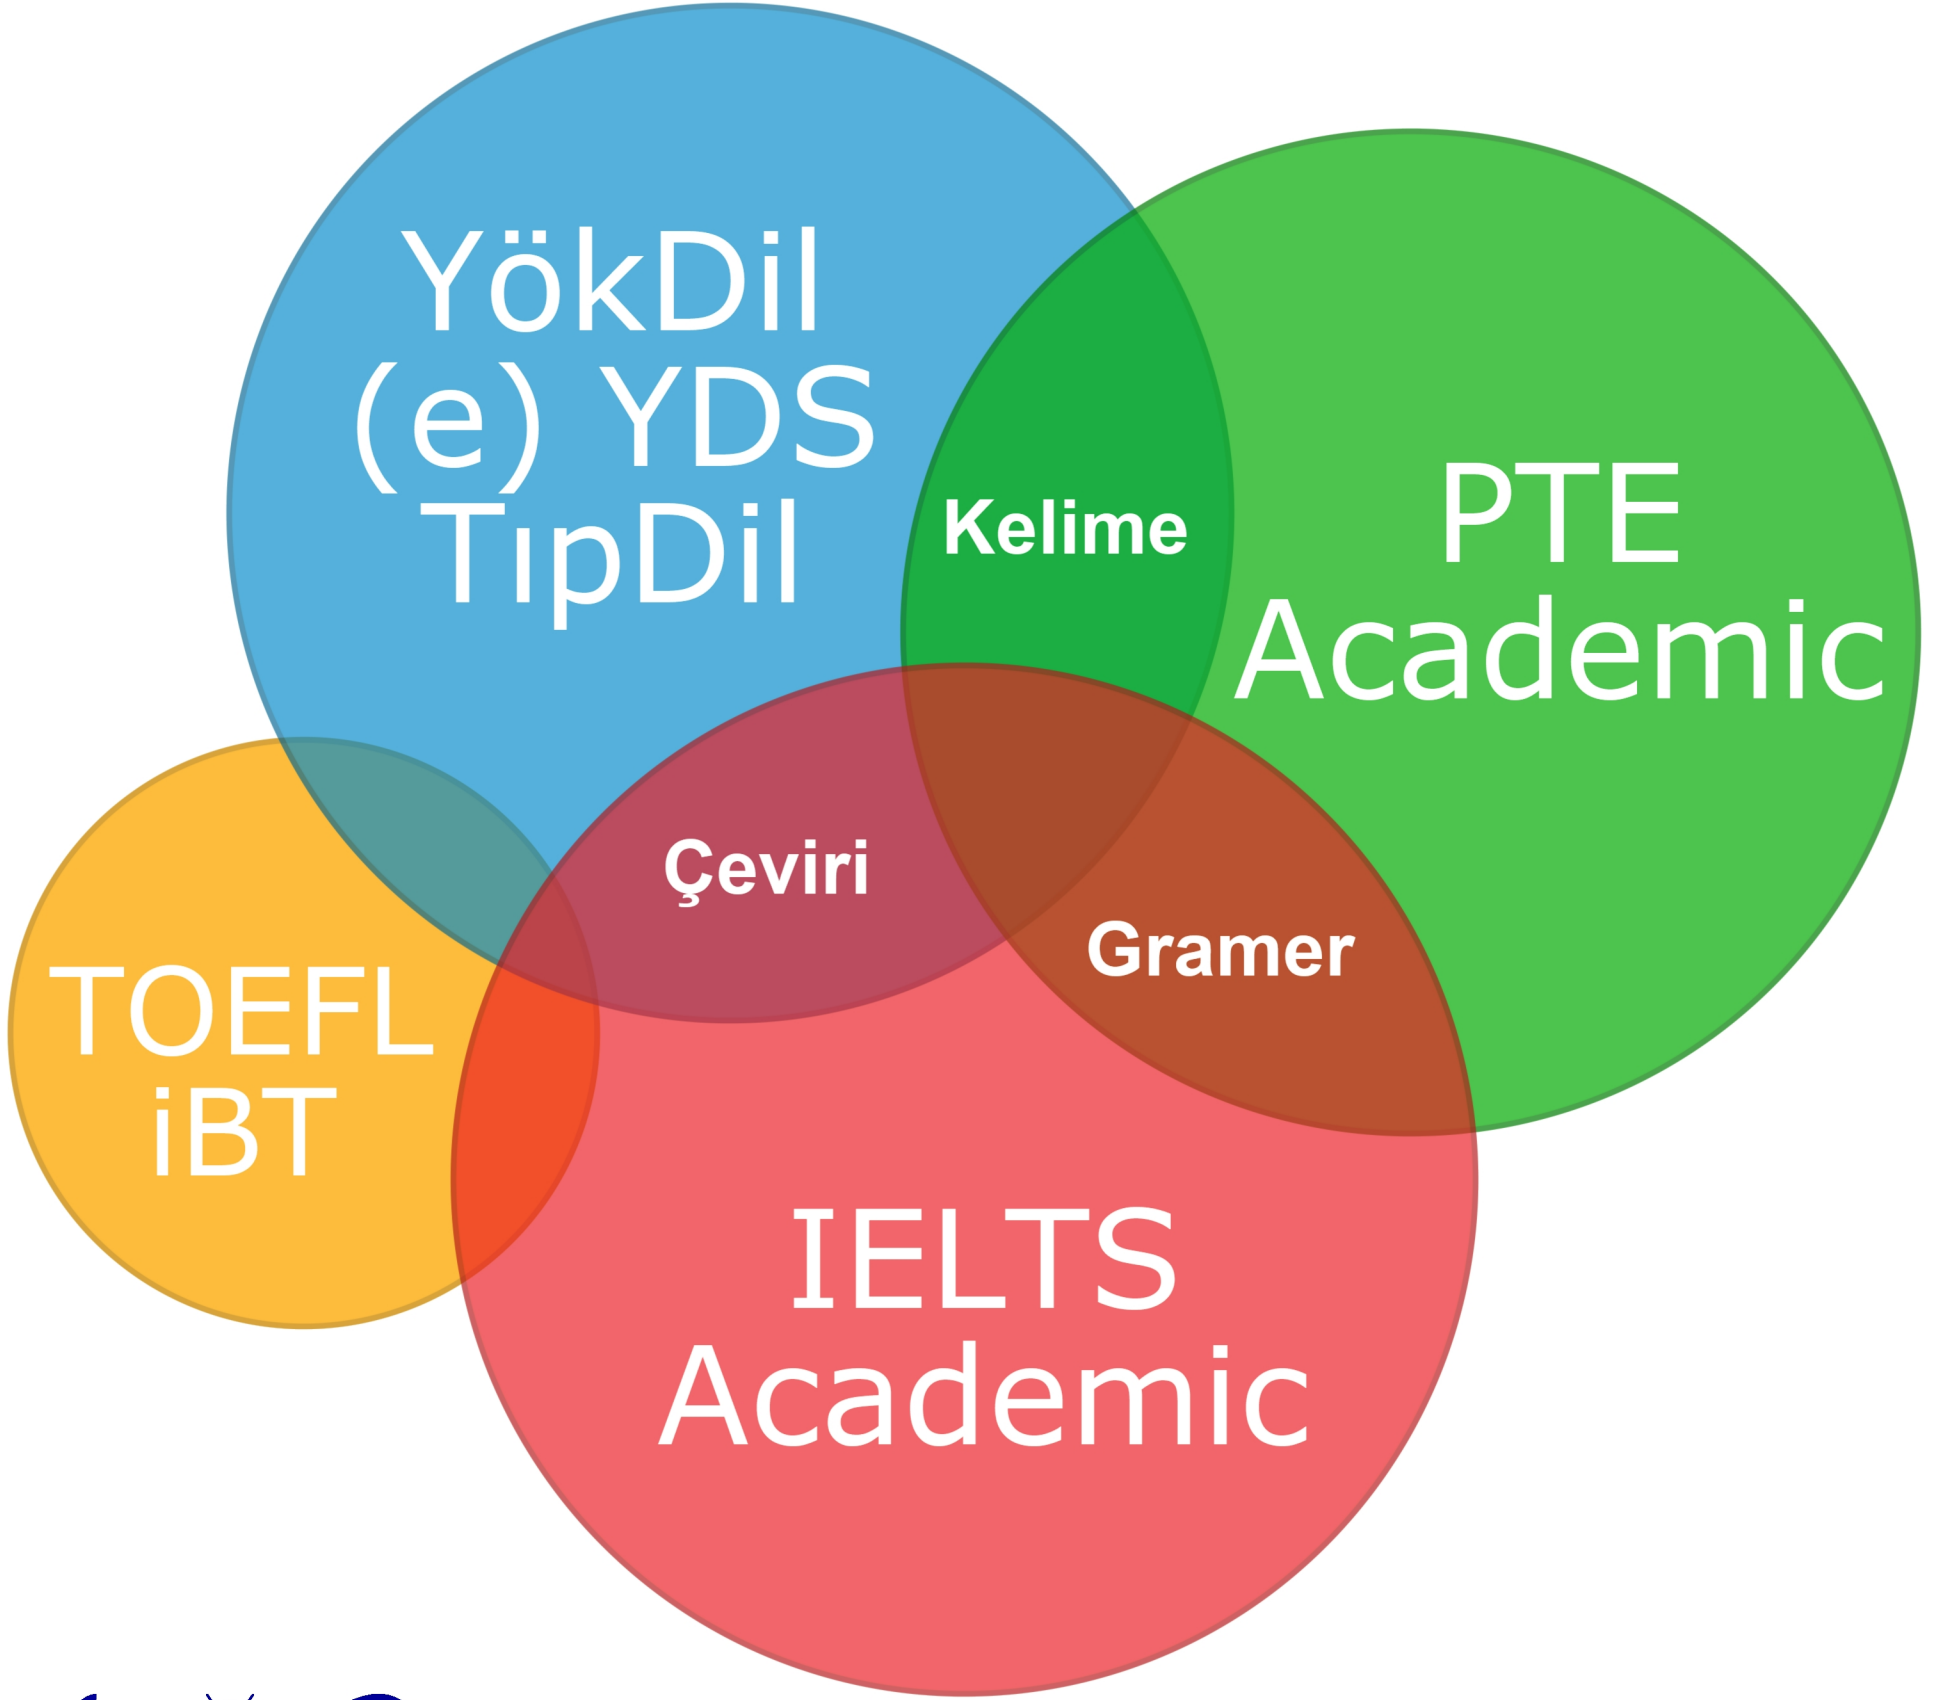 YökDil
(e) YDS
TıpDil
Kelime
PTE
Academic
Çeviri
Gramer
TOEFL
iBT
IELTS
Academic